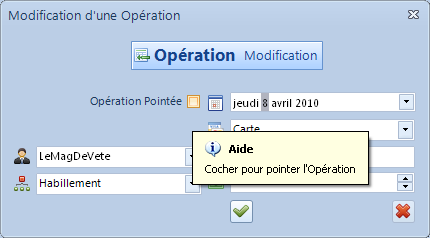 Modification d'une Opération
Opération Modification
Opération Pointée jeudi 8 avril 2010
Carte
Aide
LeMagDeVete
Cocher pour pointer l'Opération
Habillement